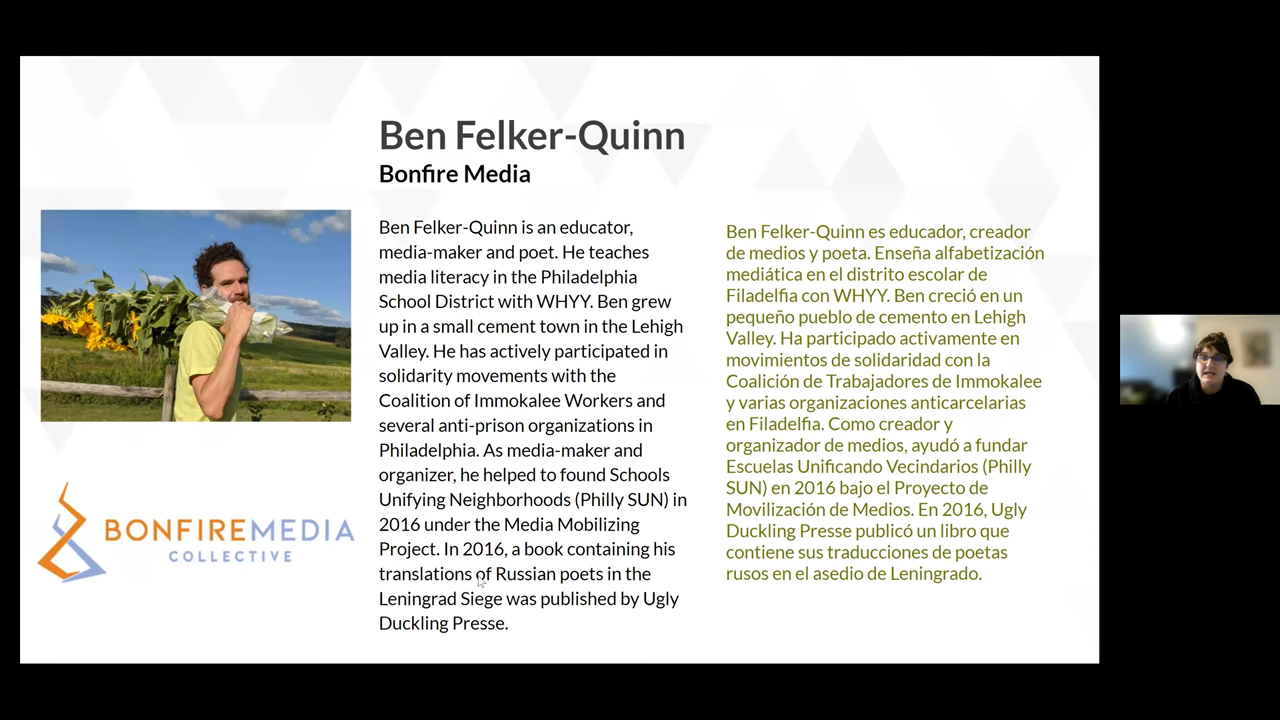 Ben Felker-Quinn
Bonfire Media
Ben Felker-Quinn is an educator,
media-maker and poet. He teaches
media literacy in the Philadelphia
School District with WHYY. Ben grew
up in a small cement town in the Lehigh
Valley. He has actively participated in
solidarity movements with the
Coalition of Immokalee Workers and
several anti-prison organizations in
Philadelphia. As media-maker and
organizer, he helped to found Schools
Unifying Neighborhoods (Philly SUN) in
2016 under the Media Mobilizing
Project. In 2016, a book containing his
translations of Russian poets in the
Leningrad Siege was published by Ugly
Duckling Presse.
Ben Felker-Quinn es educador, creador
de medios y poeta. Enseña alfabetización
mediática en el distrito escolar de
Filadelfia con WHYY. Ben creció en un
pequeño pueblo de cemento en Lehigh
Valley. Ha participado activamente en
movimientos de solidaridad con la
Coalición de Trabajadores de Immokalee
y varias organizaciones anticarcelarias
en Filadelfia. Como creador y
organizador de medios, ayudó a fundar
Escuelas Unificando Vecindarios (Philly
SUN) en 2016 bajo el Proyecto de
Movilización de Medios. En 2016, Ugly
Duckling Presse publicó un libro que
contiene sus traducciones de poetas
rusos en el asedio de Leningrado.
BONFIREMEDIA
COLLECTIVE